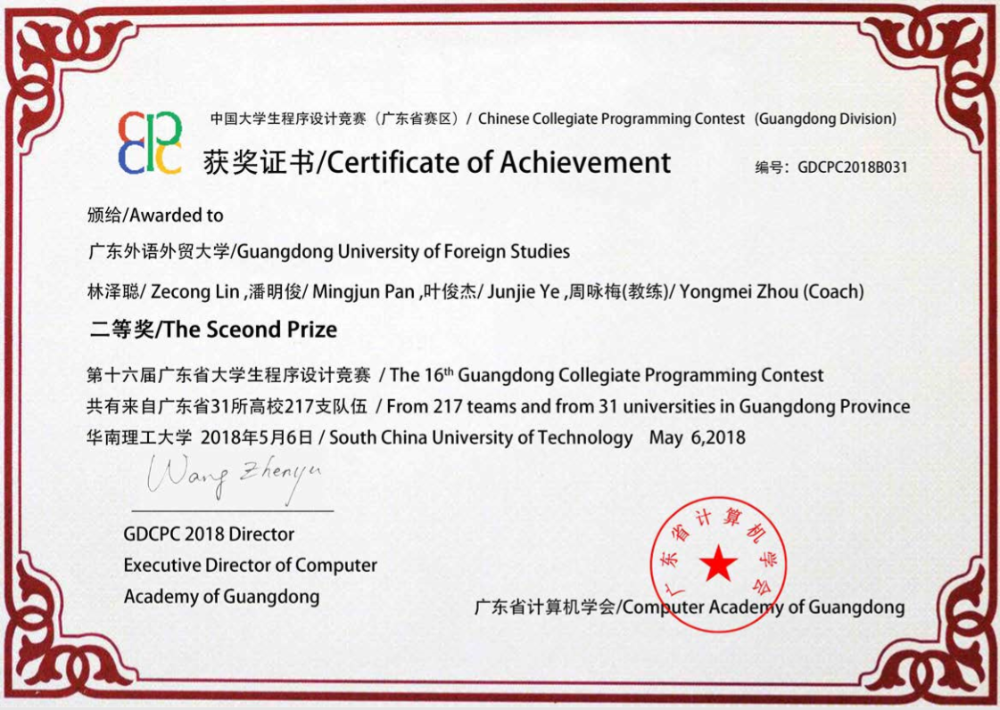 中国大学生程序设计竞赛（广东省赛区）/ Chinese Collegiate Programming Contest (Guangdong Division)
CCPC
获奖证书/Certificate of Achievement
编号：GDCPC2018B031
颁给/Awarded to
广东外语外贸大学/Guangdong University of Foreign Studies
林泽聪/ Zecong Lin ,潘明俊/ Mingjun Pan ,叶俊杰/ Junjie Ye ,周咏梅(教练)/ Yongmei Zhou (Coach)
二等奖/The Sceond Prize
第十六届广东省大学生程序设计竞赛 / The 16th Guangdong Collegiate Programming Contest
共有来自广东省31所高校217支队伍 / From 217 teams and from 31 universities in Guangdong Province
华南理工大学 2018年5月6日 / South China University of Technology May 6,2018
Wang Zhenyu
GDCPC 2018 Director
Executive Director of Computer
Academy of Guangdong
广东省计算机学会
广东省计算机学会/Computer Academy of Guangdong